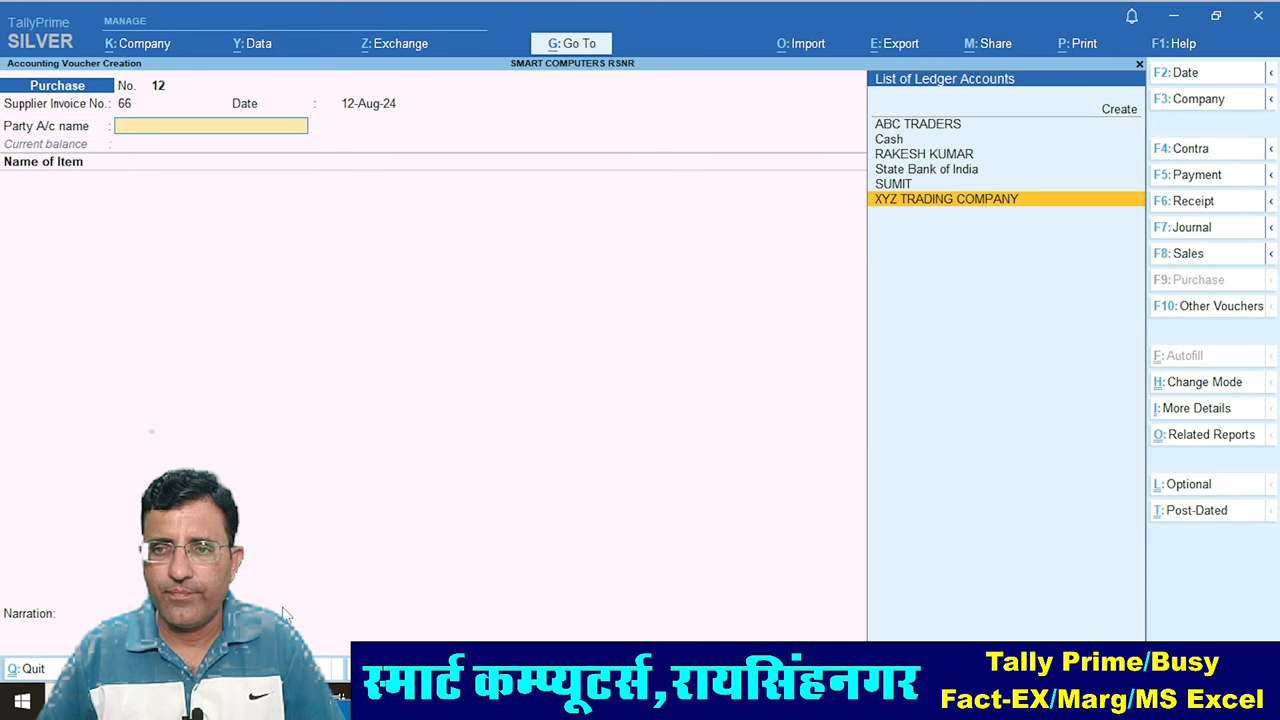 TallyPrime
SILVER
MANAGE
K: Company
Y: Data
Z: Exchange
G: Go To
O: Import
E: Export
M: Share
P: Print
F1: Help
Accounting Voucher Creation
SMART COMPUTERS RSNR
Purchase No. 12
Supplier Invoice No.: 66 Date : 12-Aug-24
Party A/c name :
Current balance :
Name of Item
Narration:
Q: Quit
List of Ledger Accounts
Create
ABC TRADERS
Cash
RAKESH KUMAR
State Bank of India
SUMIT
XYZ TRADING COMPANY
F2: Date
F3: Company
F4: Contra
F5: Payment
F6: Receipt
F7: Journal
F8: Sales
F9: Purchase
F10: Other Vouchers
F: Autofill
H: Change Mode
I: More Details
O: Related Reports
L: Optional
T: Post-Dated
स्मार्ट कम्प्यूटर्स,रायसिंहनगर
Tally Prime/Busy
Fact-EX/Marg/MS Excel